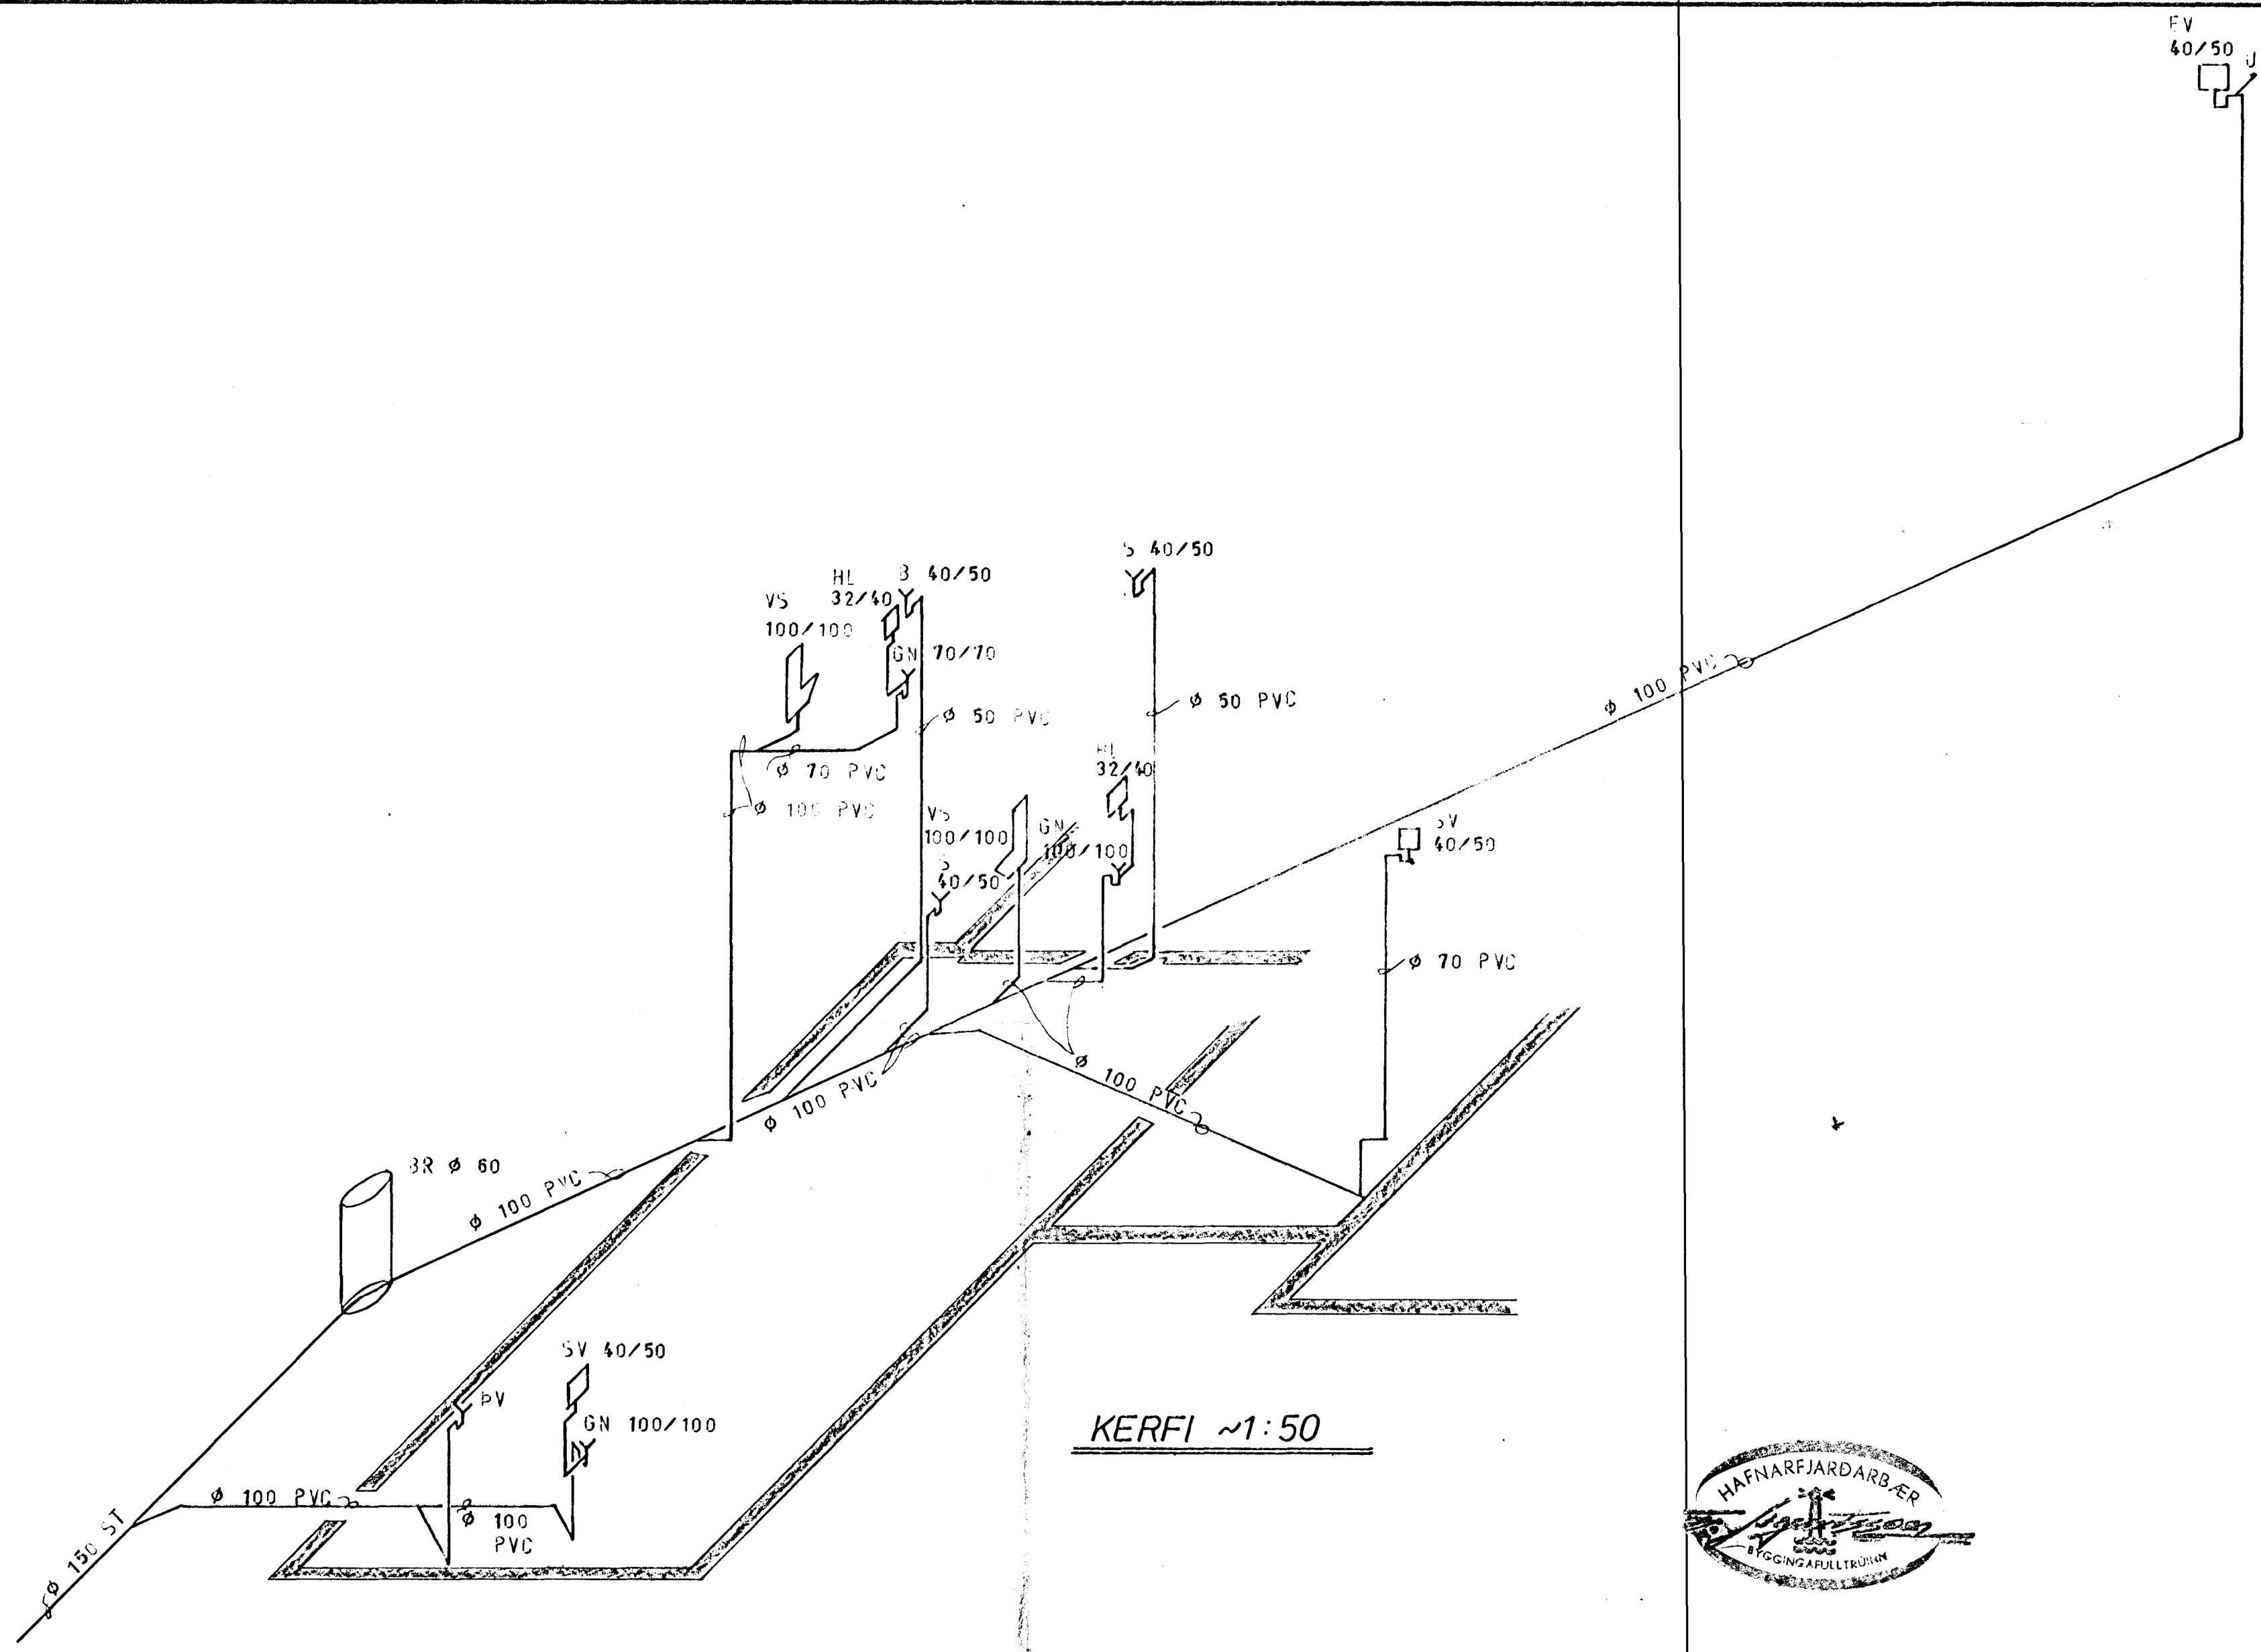 40/50
40/50
HL
32/40
B 40/50
VS
100/100
GN 70/70
Ø 50 PVC
Ø 50 PVC
Ø 100 PVC
Ø 70 PVC
Ø 100 PVC
HL
32/40
VS
100/100
GN
100/100
S
40/50
SV
40/50
Ø 70 PVC
Ø 100 PVC
Ø 100 PVC
BR Ø 60
Ø 100 PVC
SV 40/50
ÞV
GN 100/100
Ø 100 PVC
Ø 100
PVC
Ø 150 ST
KERFI ~1:50
HAFNARFJARÐARBÆR
BYGGINGAFULLTRÚINN